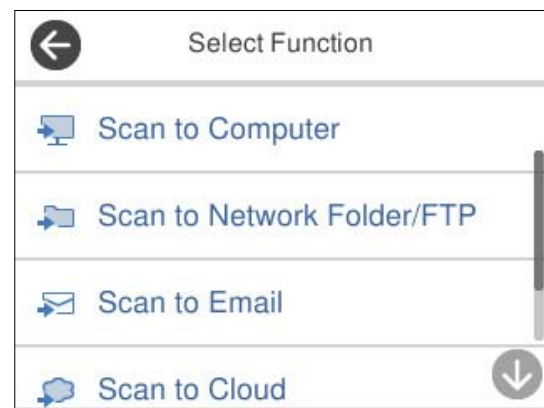 Select Function
Scan to Computer
Scan to Network Folder/FTP
Scan to Email
Scan to Cloud